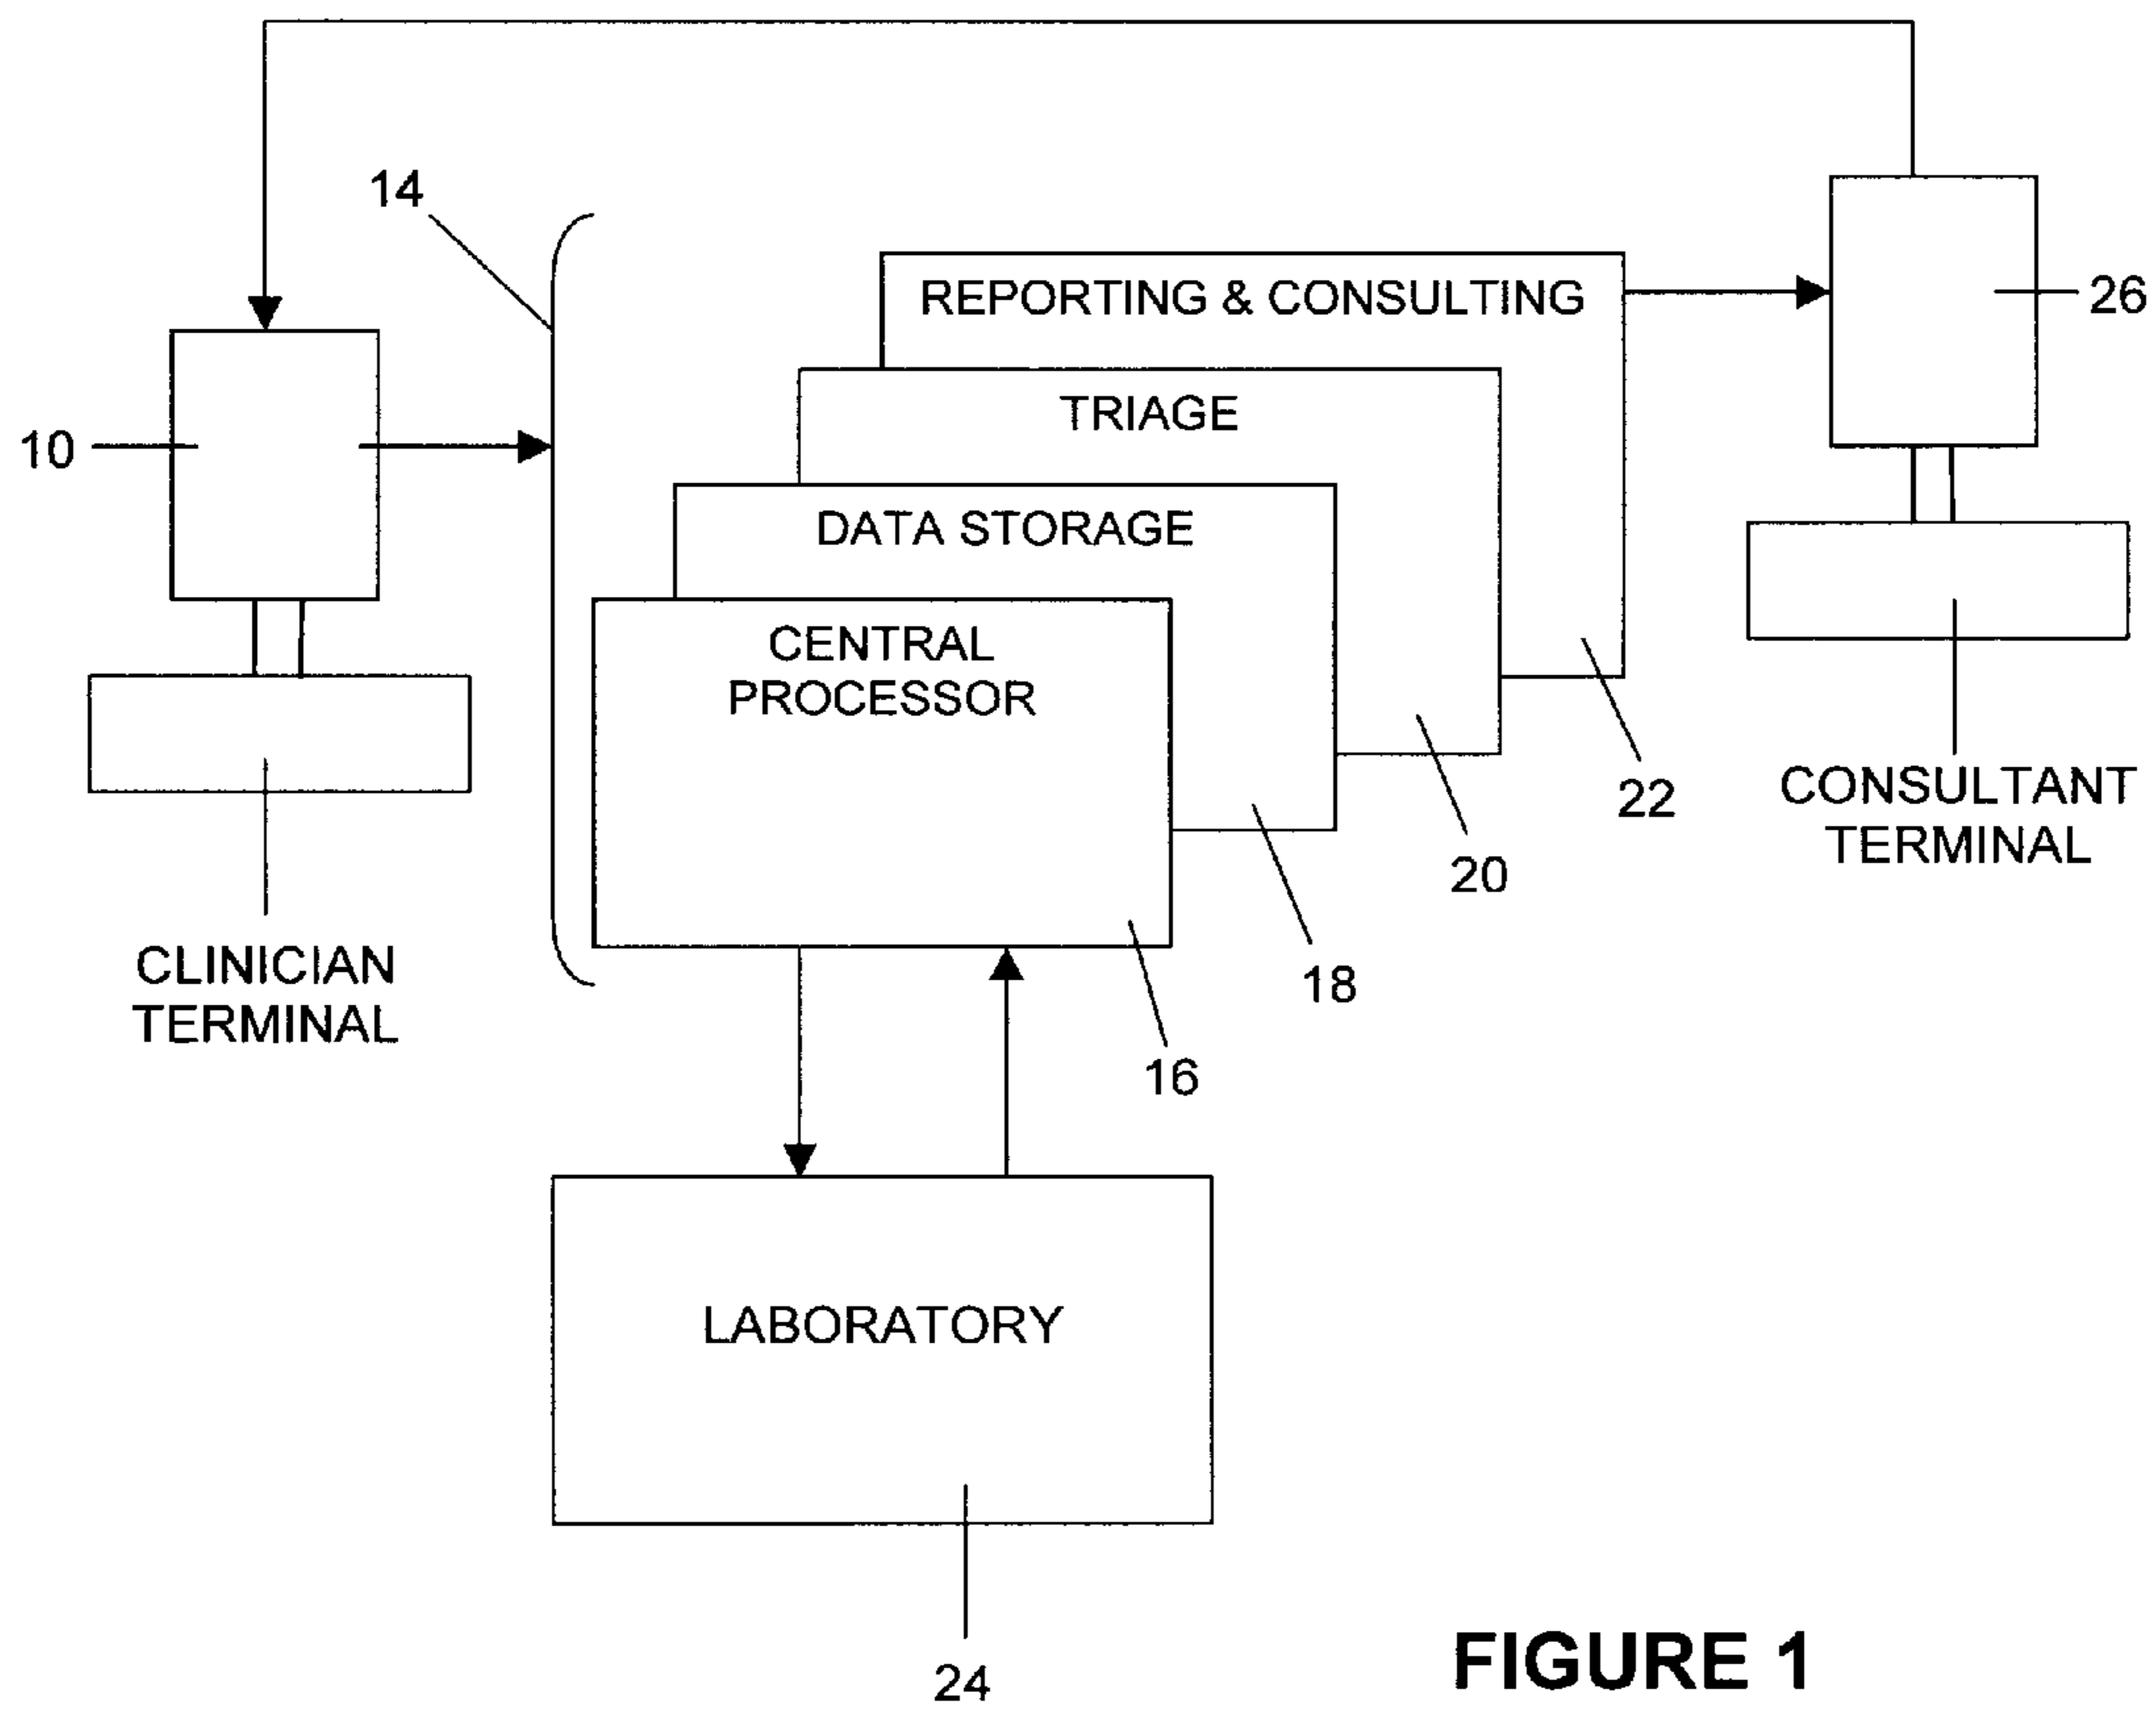 14
REPORTING & CONSULTING
26
TRIAGE
10
DATA STORAGE
CENTRAL
PROCESSOR
22
CONSULTANT
TERMINAL
20
18
CLINICIAN
TERMINAL
16
LABORATORY
24
FIGURE 1